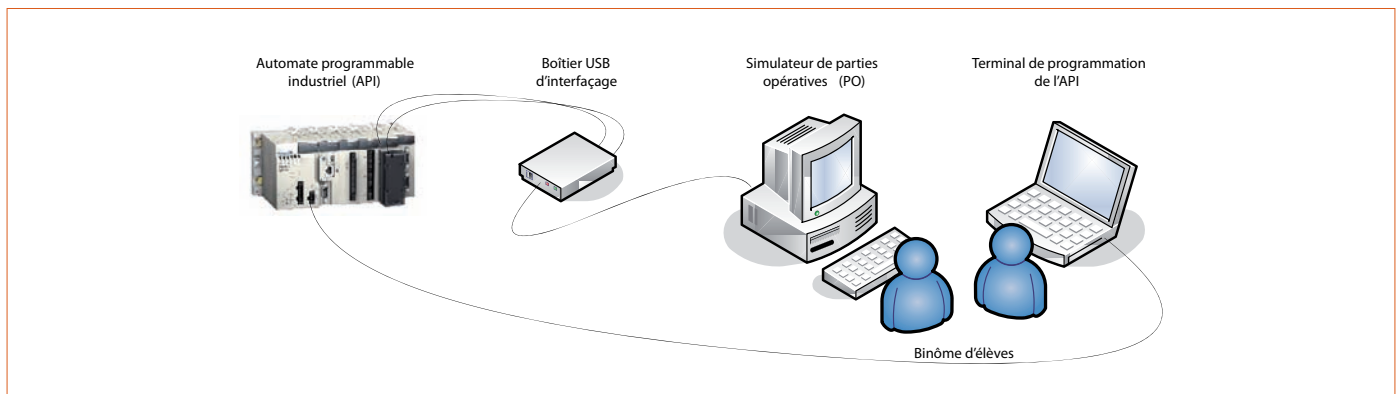 Automate programmable
industriel (API)
Boîtier USB
d'interfaçage
Simulateur de parties
opératives (PO)
Terminal de programmation
de l'API
Binôme d'élèves